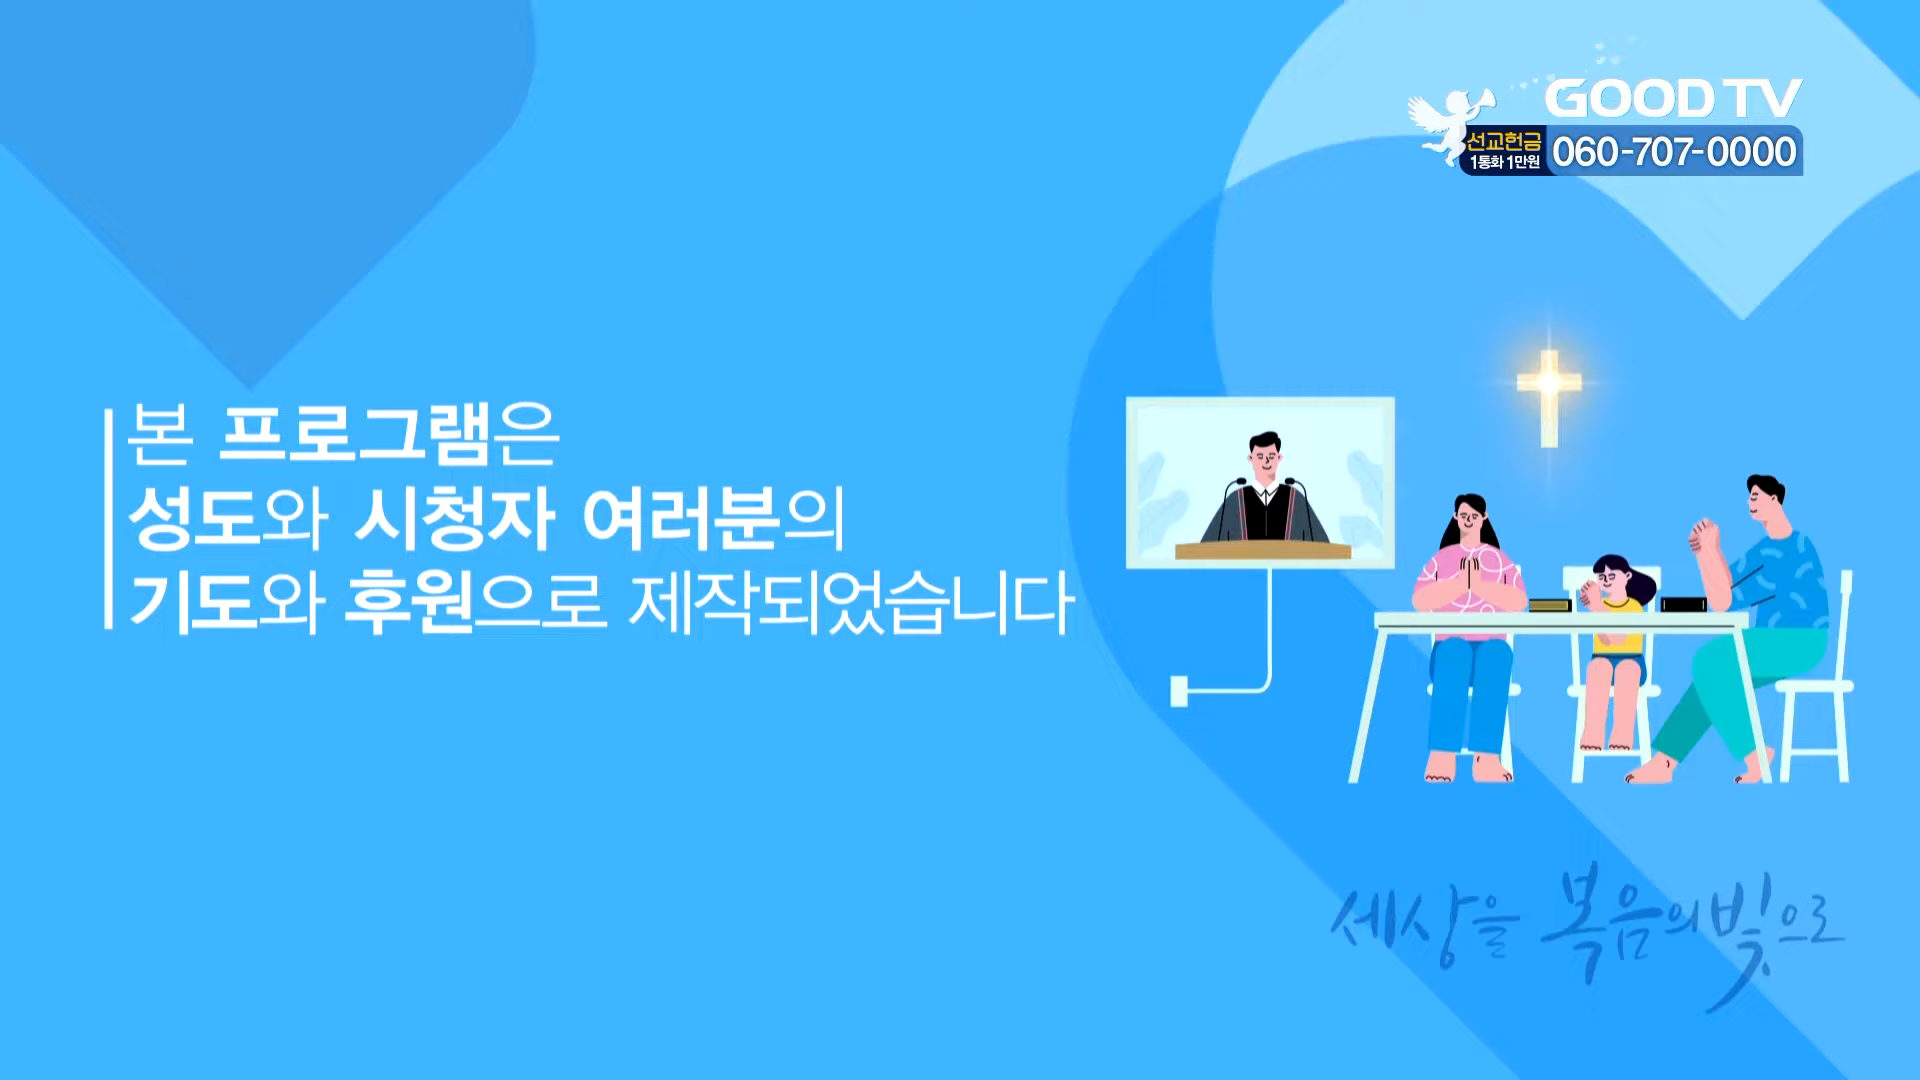 GOOD TV
선교헌금
1통화 1만원
060-707-0000
본 프로그램은
성도와 시청자 여러분의
기도와 후원으로 제작되었습니다
세상을 복음의 빛으로